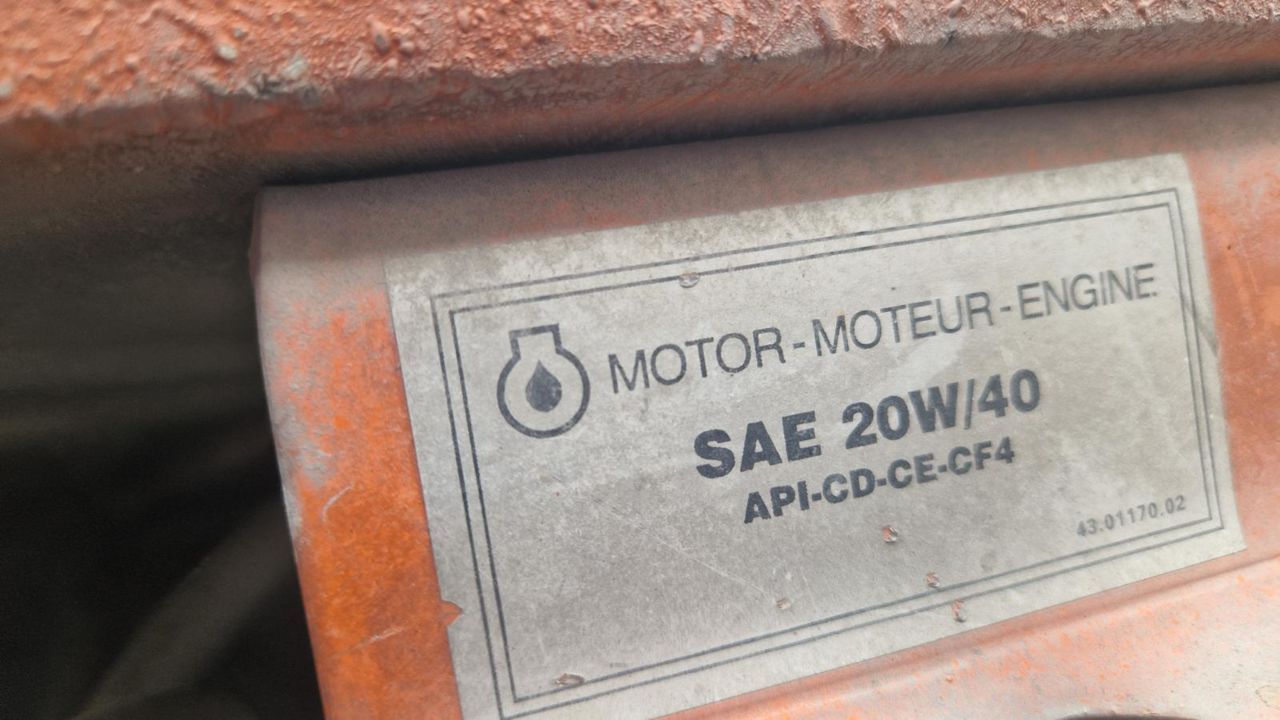 MOTOR-MOTEUR-ENGINE
SAE 20W/40
API-CD-CE-CF4
43.01170.02